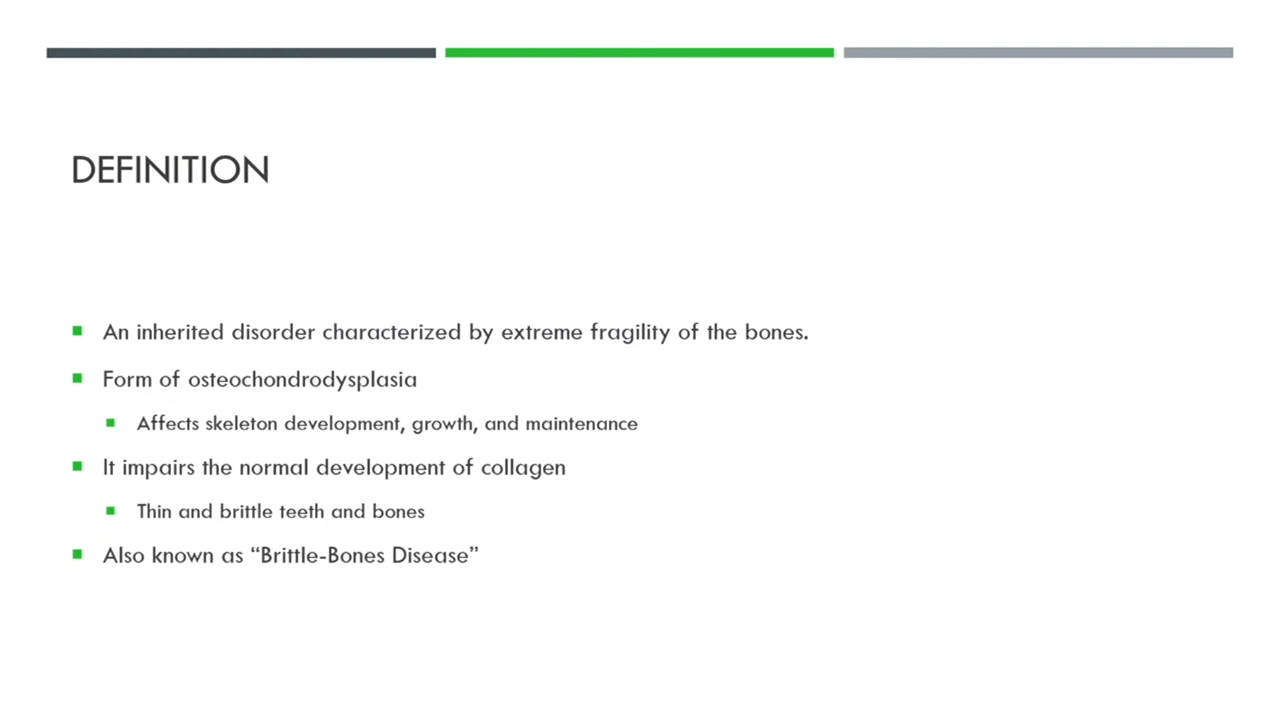 DEFINITION
An inherited disorder characterized by extreme fragility of the bones.
Form of osteochondrodysplasia
Affects skeleton development, growth, and maintenance
It impairs the normal development of collagen
Thin and brittle teeth and bones
Also known as “Brittle-Bones Disease”